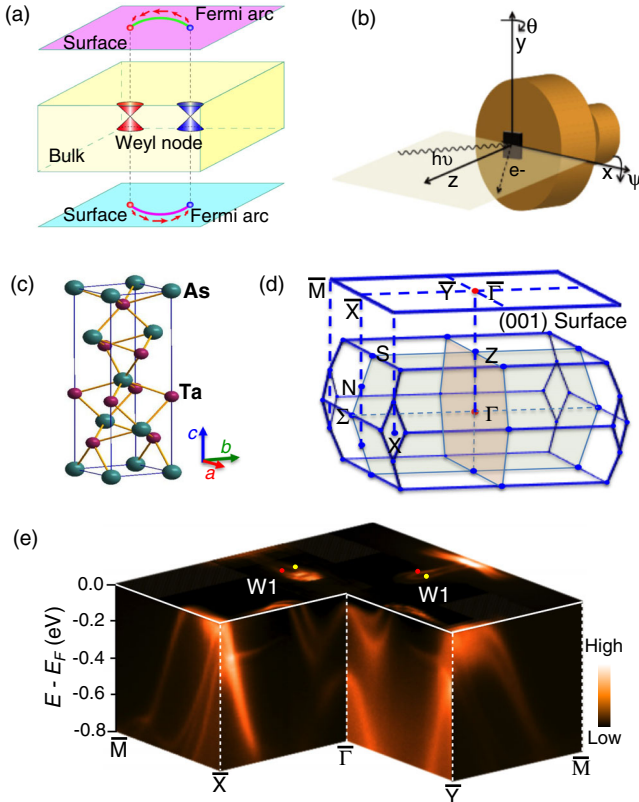 (a)
Fermi arc
Surface
Bulk
Weyl node
Surface
Fermi arc
(b)
θ
y
hυ
e-
z
x
ψ
(c)
As
Ta
c
b
a
(d)
M̅
X̅
Y̅
Γ̅
(001) Surface
S
Z
N
Σ
Γ
X
(e)
W1
W1
0.0
-0.2
-0.4
-0.6
-0.8
E - E_F (eV)
High
Low
M̅
X̅
Γ̅
Y̅
M̅